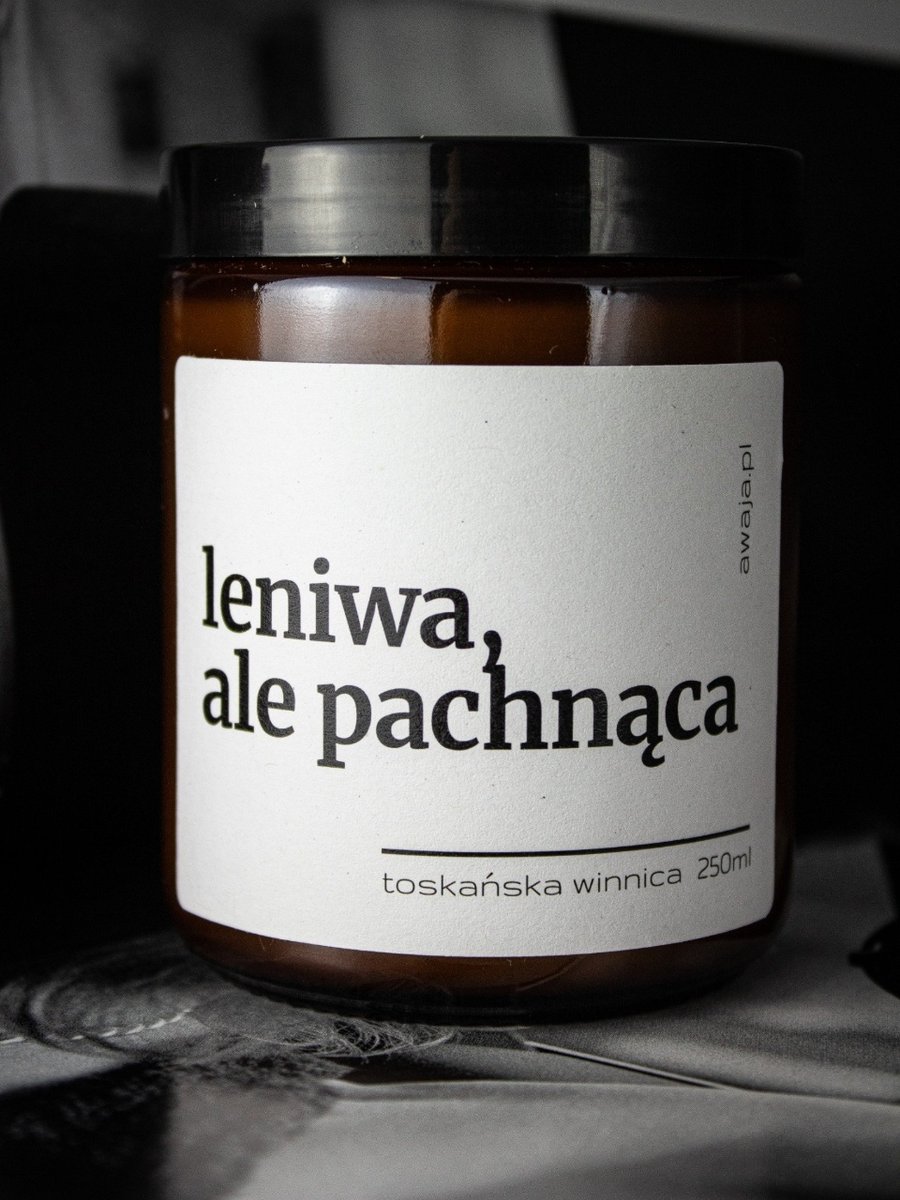 awaja.pl
leniwa,
ale pachnąca
toskańska winnica 250ml